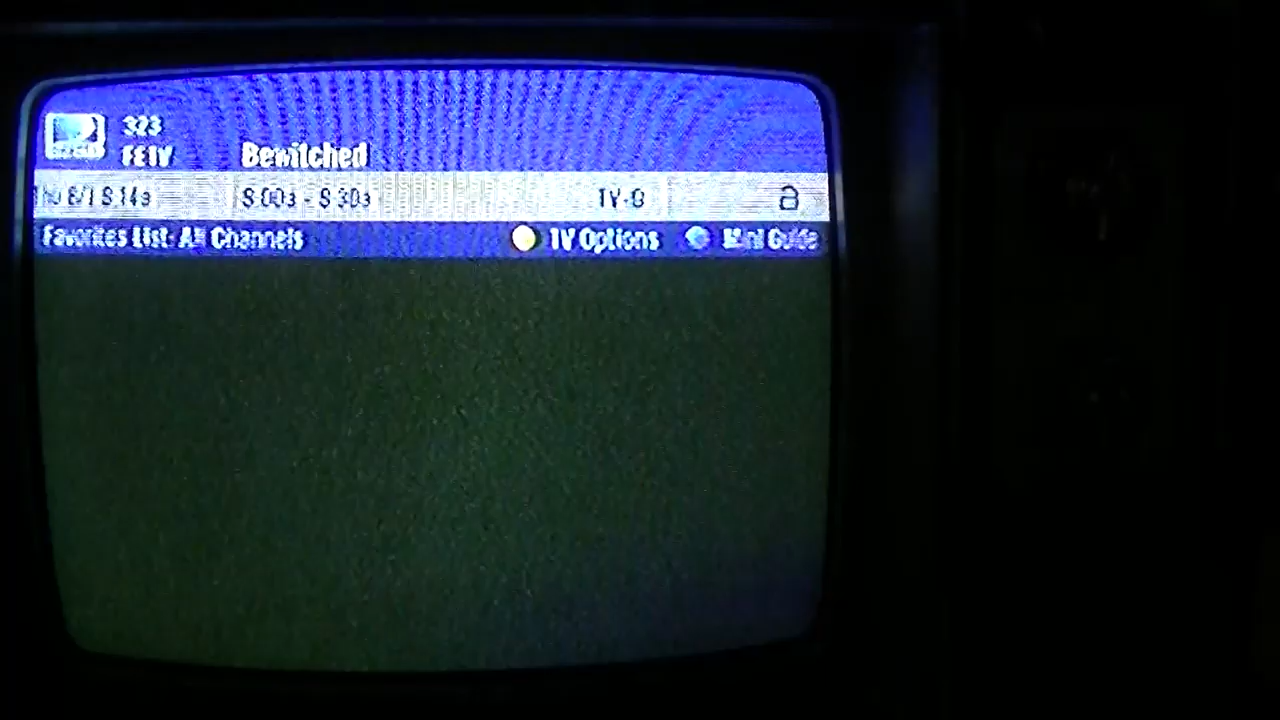 323
FETV Bewitched
TV-G
Favorites List: All Channels TV Options Mini Guide